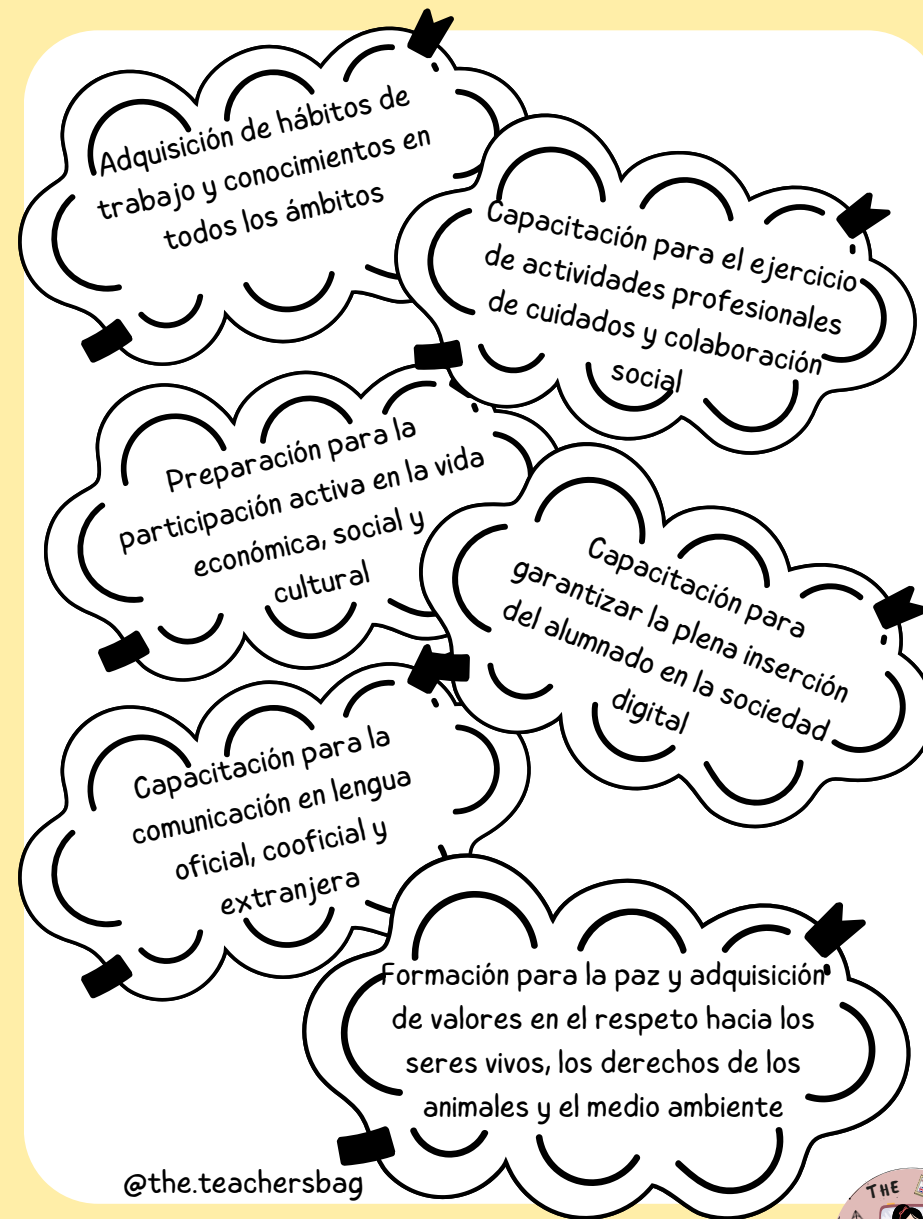 Adquisición de hábitos de
trabajo y conocimientos en
todos los ámbitos
Capacitación para el ejercicio
de actividades profesionales
de cuidados y colaboración
social
Preparación para la
participación activa en la vida
económica, social y
cultural
Capacitación para
garantizar la plena inserción
del alumnado en la sociedad
digital
Capacitación para la
comunicación en lengua
oficial, cooficial y
extranjera
Formación para la paz y adquisición
de valores en el respeto hacia los
seres vivos, los derechos de los
animales y el medio ambiente
@the.teachersbag
THE